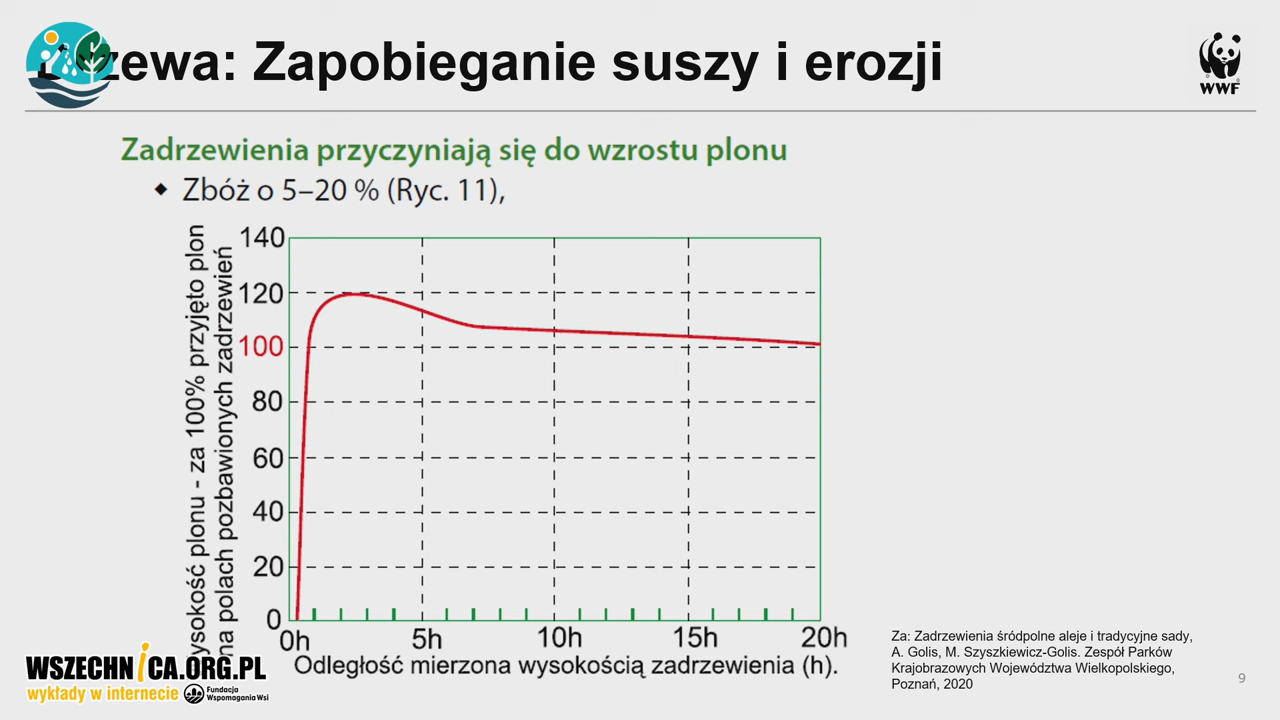 zewa: Zapobieganie suszy i erozji
WWF
Zadrzewienia przyczyniają się do wzrostu plonu
Zbóż o 5–20 % (Ryc. 11),
ysokość plonu - za 100% przyjęto plon
na polach pozbawionych zadrzewień
140
120
100
80
60
40
20
0
0h 5h 10h 15h 20h
Odległość mierzona wysokością zadrzewienia (h).
Za: Zadrzewienia śródpolne aleje i tradycyjne sady,
A. Golis, M. Szyszkiewicz-Golis. Zespół Parków
Krajobrazowych Województwa Wielkopolskiego,
Poznań, 2020
9
WSZECHNiCA.ORG.PL
wykłady w internecie
Fundacja
Wspomagania Wsi